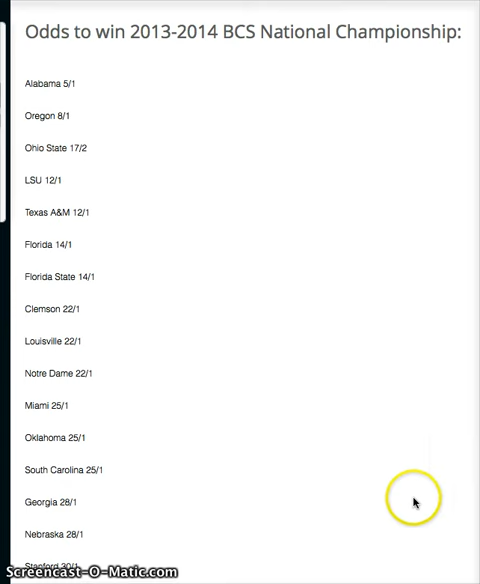 Odds to win 2013-2014 BCS National Championship:
Alabama 5/1
Oregon 8/1
Ohio State 17/2
LSU 12/1
Texas A&M 12/1
Florida 14/1
Florida State 14/1
Clemson 22/1
Louisville 22/1
Notre Dame 22/1
Miami 25/1
Oklahoma 25/1
South Carolina 25/1
Georgia 28/1
Nebraska 28/1
Stanford 30/1
Screencast-O-Matic.com